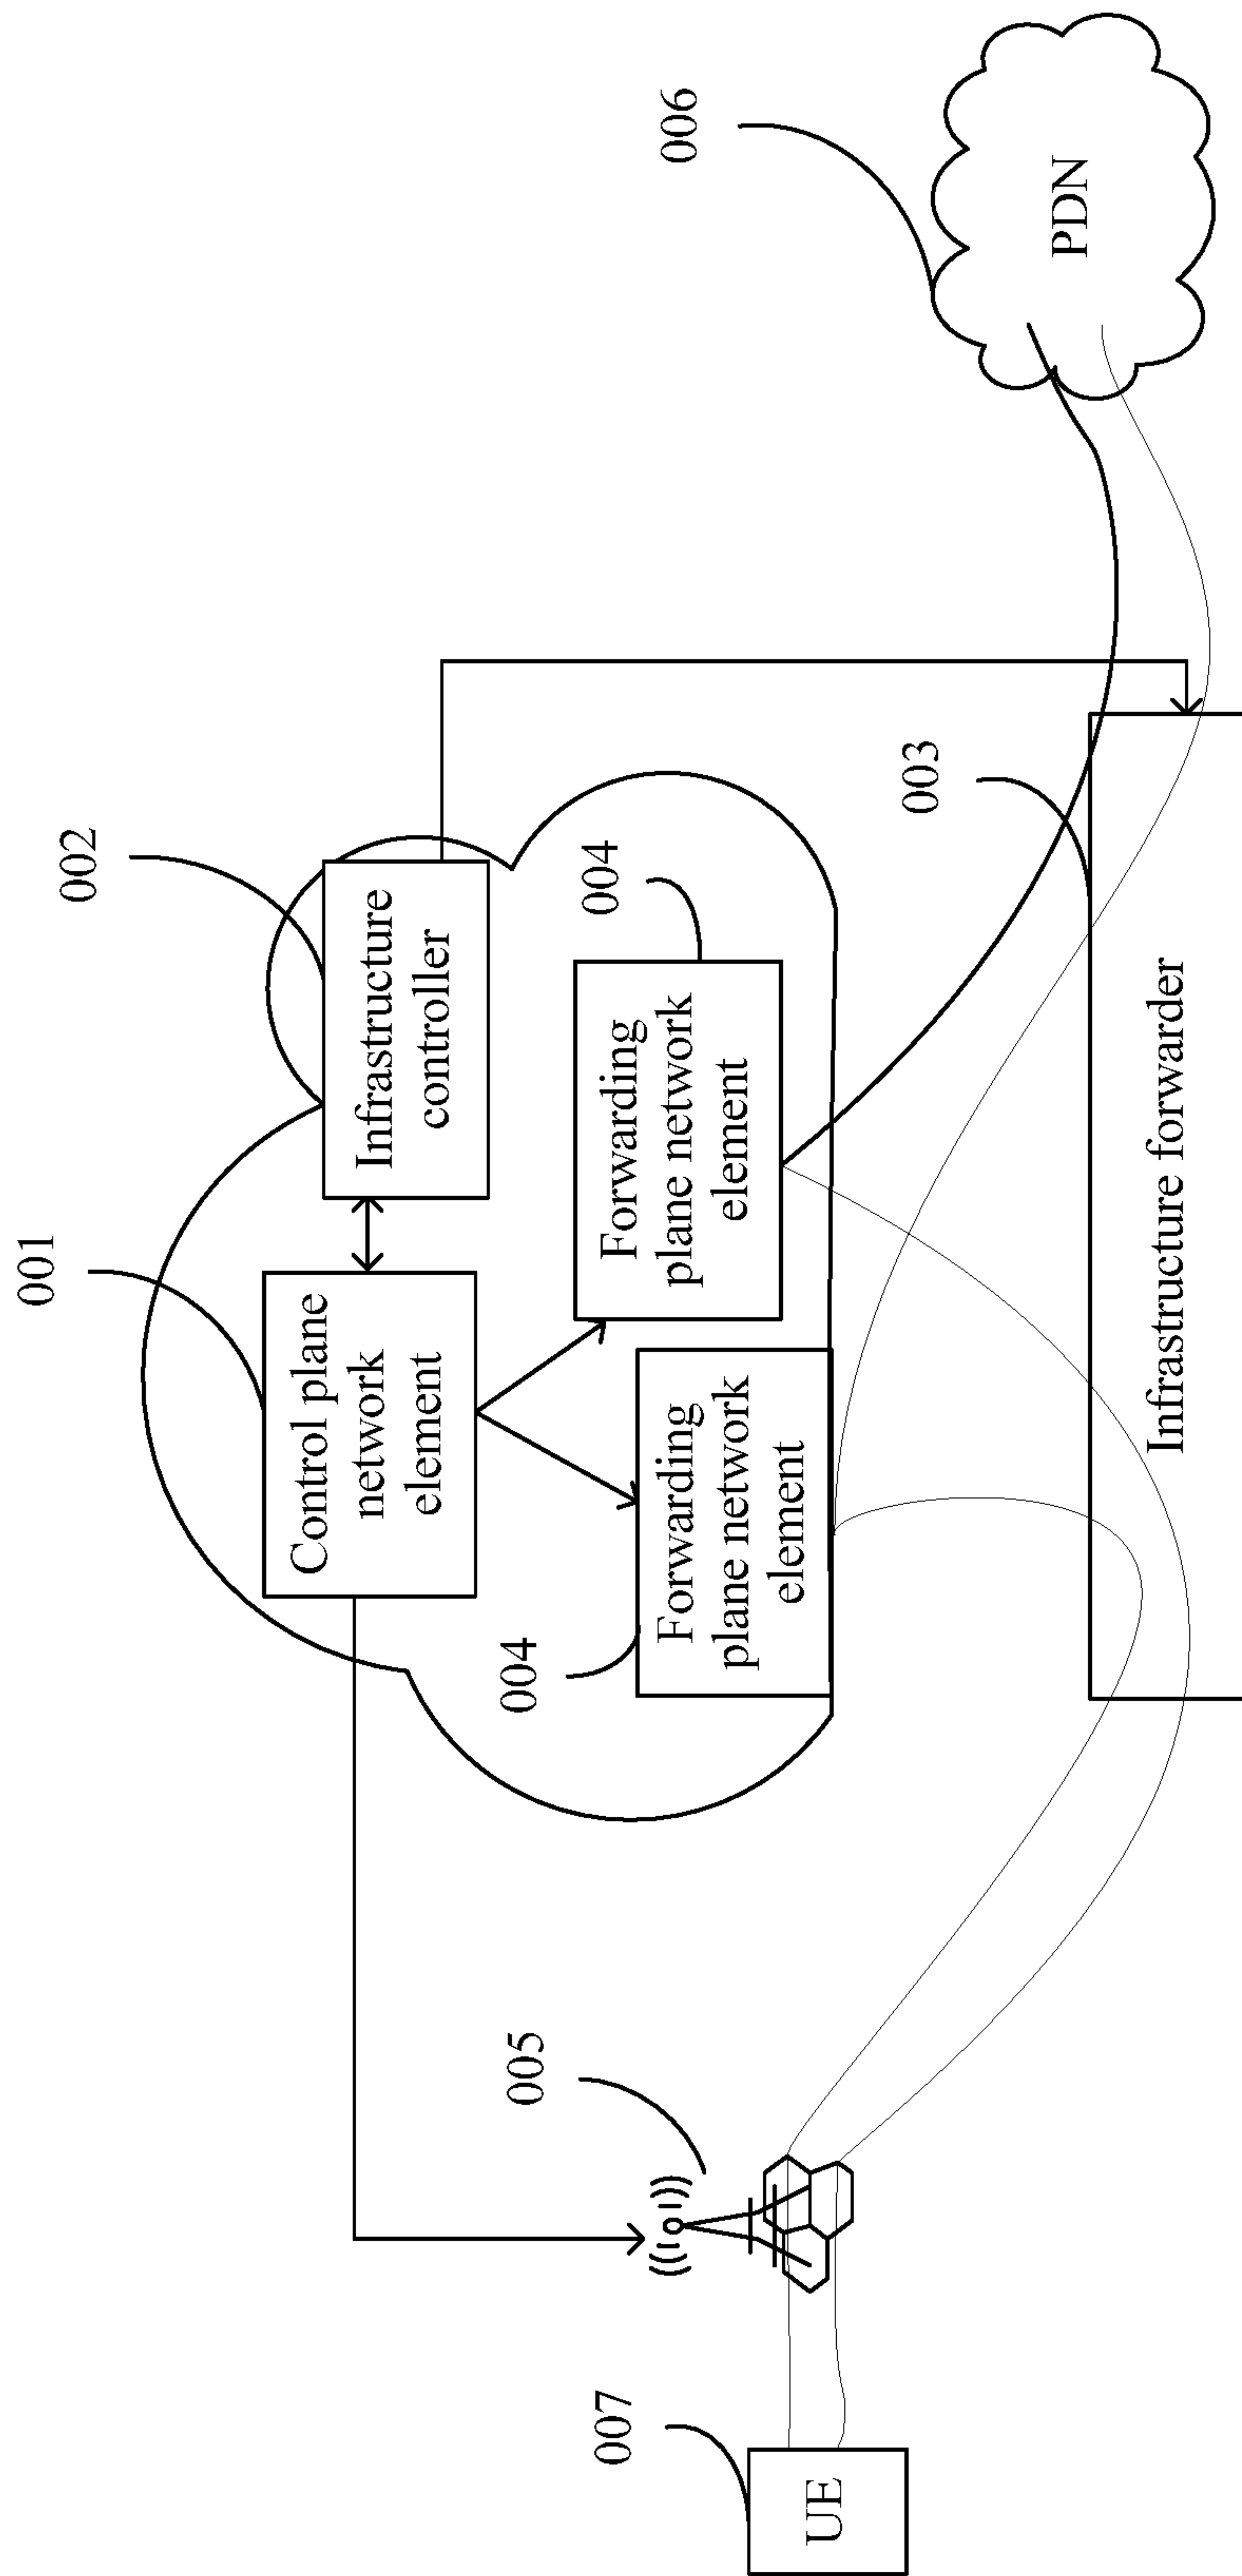 001
002
Control plane
network
element
Infrastructure
controller
004
Forwarding
plane network
element
004
Forwarding
plane network
element
005
007
UE
003
Infrastructure forwarder
006
PDN